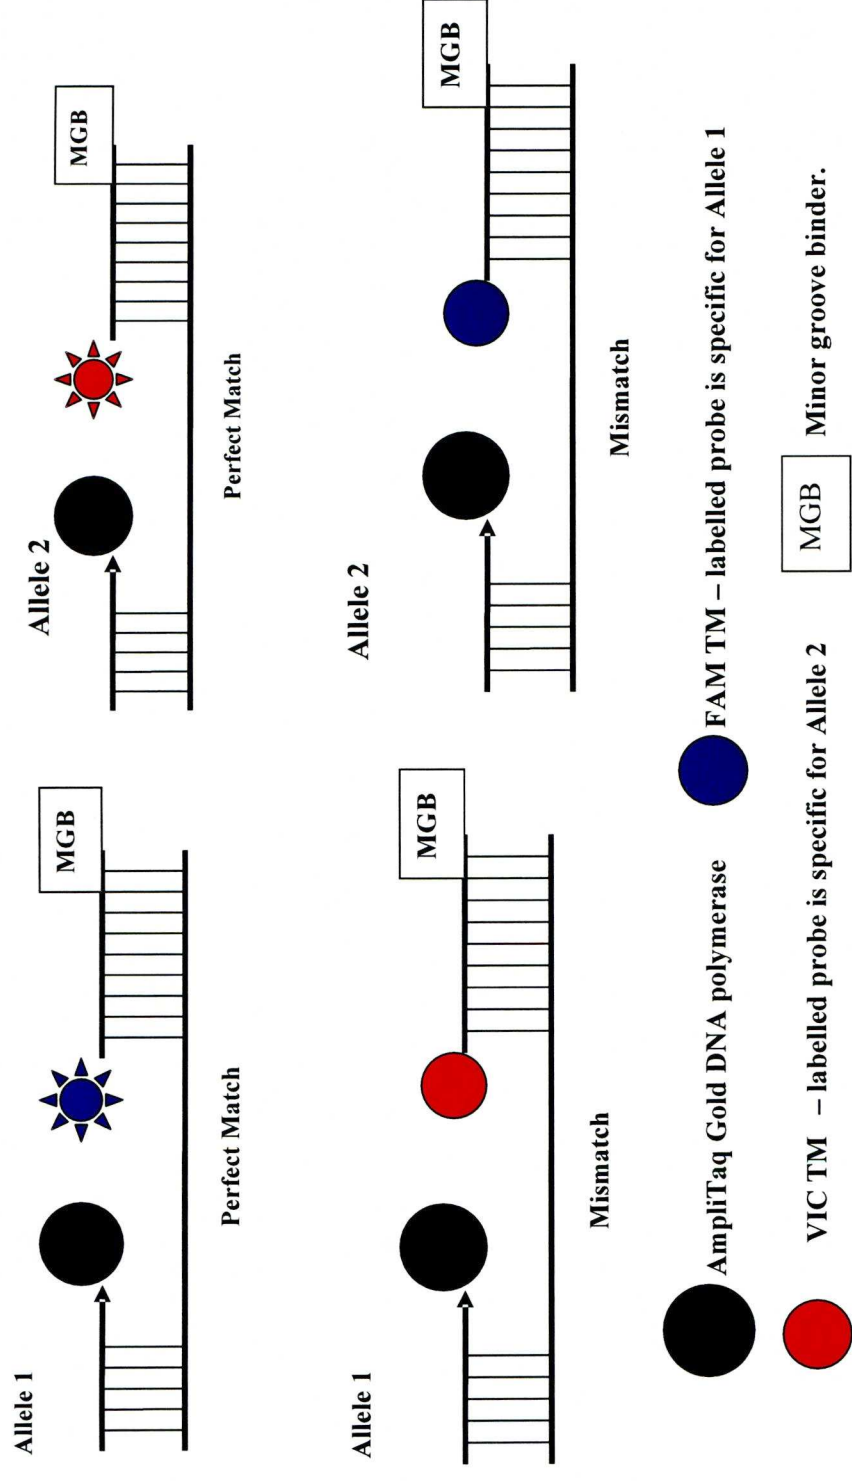 Allele 1
MGB
Perfect Match
Allele 2
MGB
Perfect Match
Allele 1
MGB
Mismatch
Allele 2
MGB
Mismatch
AmpliTaq Gold DNA polymerase
FAM TM – labelled probe is specific for Allele 1
VIC TM – labelled probe is specific for Allele 2
MGB
Minor groove binder.